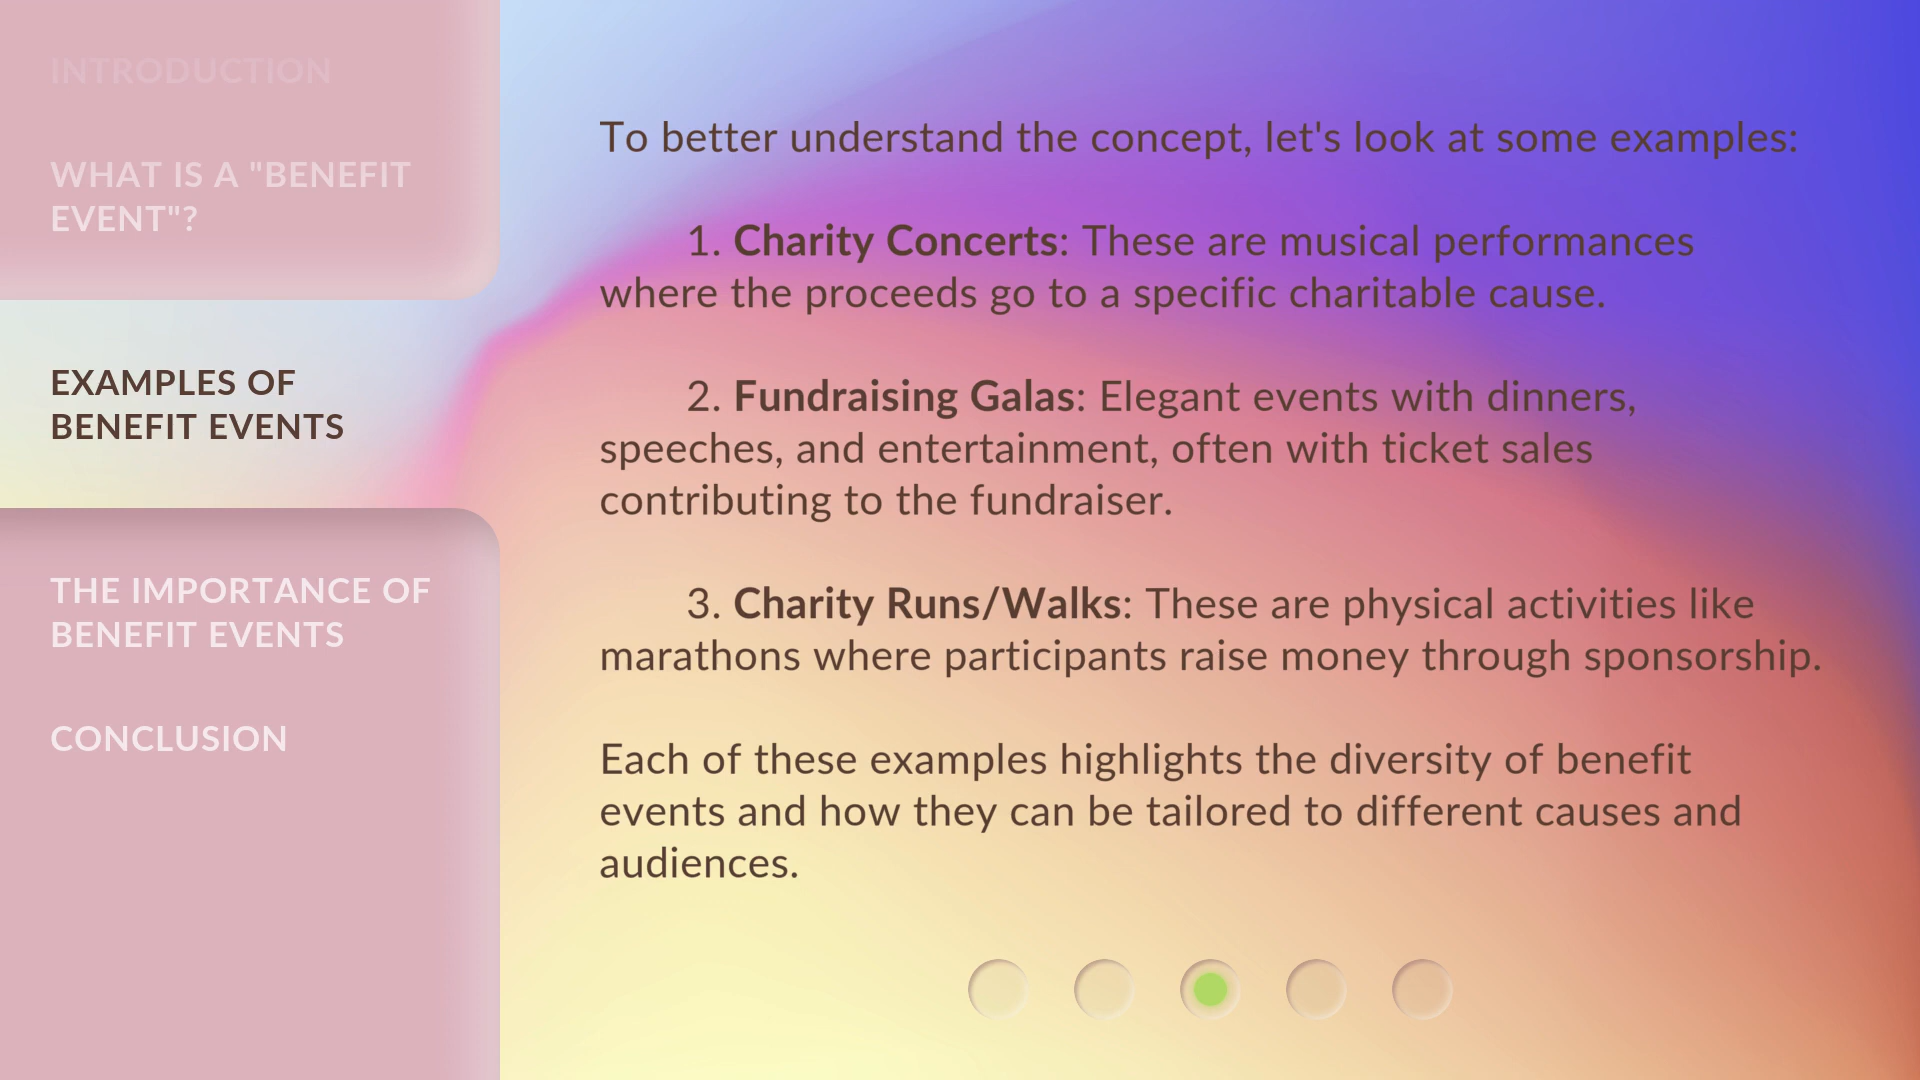 INTRODUCTION
WHAT IS A "BENEFIT
EVENT"?
EXAMPLES OF
BENEFIT EVENTS
THE IMPORTANCE OF
BENEFIT EVENTS
CONCLUSION
To better understand the concept, let's look at some examples:
1. Charity Concerts: These are musical performances
where the proceeds go to a specific charitable cause.
2. Fundraising Galas: Elegant events with dinners,
speeches, and entertainment, often with ticket sales
contributing to the fundraiser.
3. Charity Runs/Walks: These are physical activities like
marathons where participants raise money through sponsorship.
Each of these examples highlights the diversity of benefit
events and how they can be tailored to different causes and
audiences.